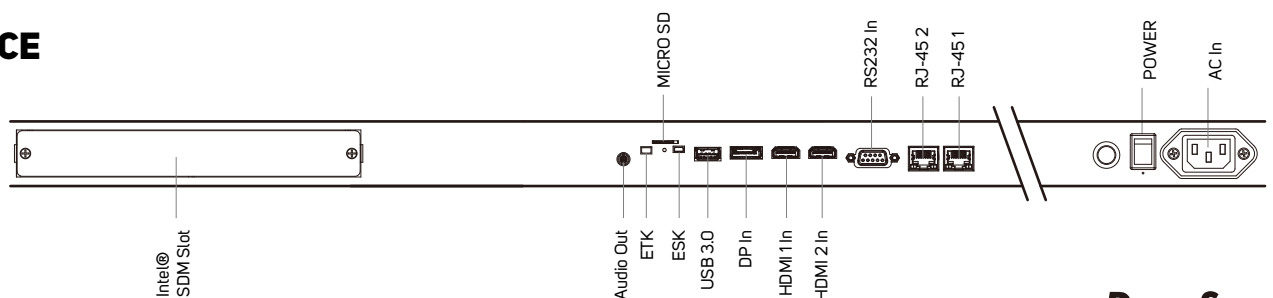 CE
MICRO SD
RS232 In
RJ-45 2
RJ-45 1
POWER
AC In
Intel®
SDM Slot
Audio Out
ETK
ESK
USB 3.0
DP In
HDMI 1 In
HDMI 2 In